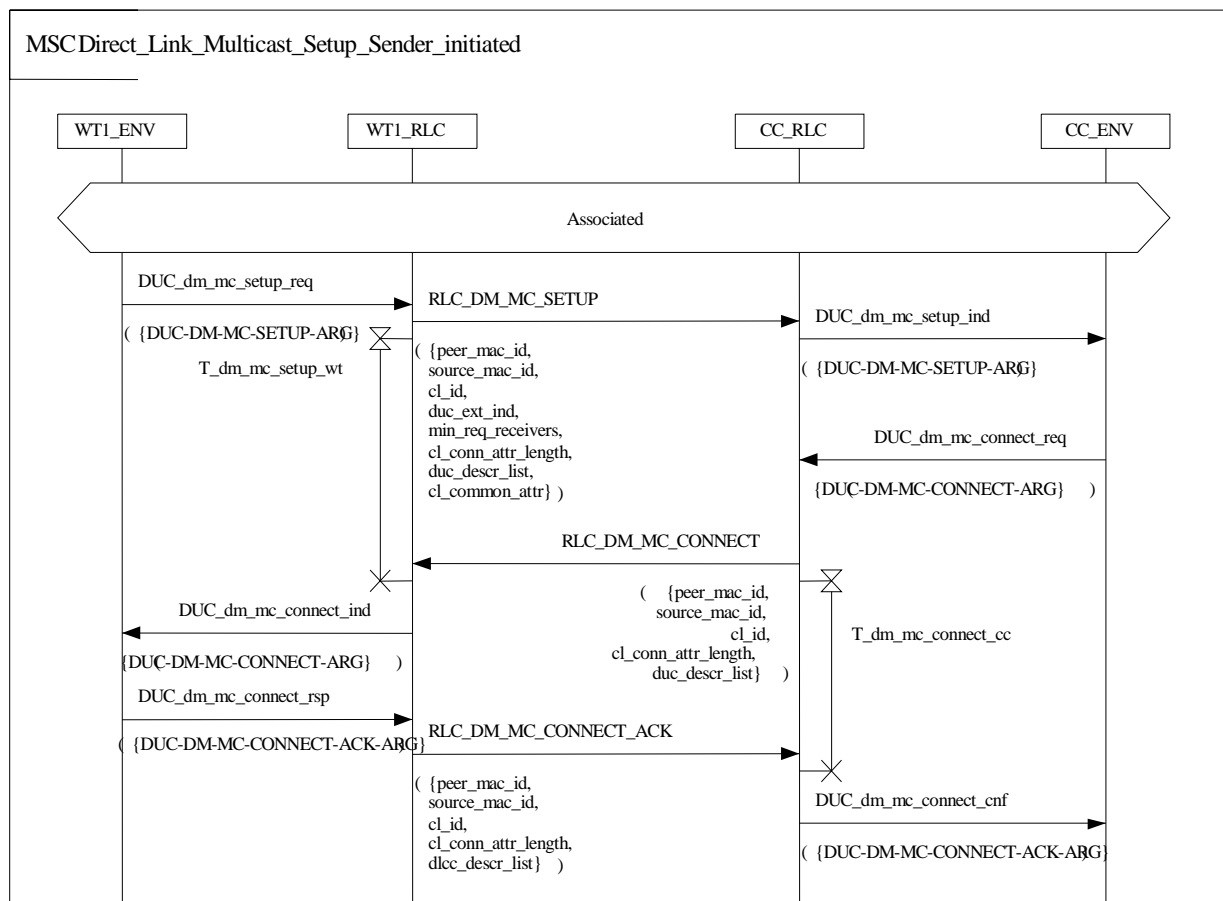 MSC Direct_Link_Multicast_Setup_Sender_initiated
WT1_ENV
WT1_RLC
CC_RLC
CC_ENV
Associated
DUC_dm_mc_setup_req
( {DUC-DM-MC-SETUP-ARG})
RLC_DM_MC_SETUP
DUC_dm_mc_setup_ind
( {DUC-DM-MC-SETUP-ARG})
T_dm_mc_setup_wt
( {peer_mac_id,
source_mac_id,
cl_id,
duc_ext_ind,
min_req_receivers,
cl_conn_attr_length,
duc_descr_list,
cl_common_attr} )
DUC_dm_mc_connect_req
( {DUC-DM-MC-CONNECT-ARG} )
RLC_DM_MC_CONNECT
( {peer_mac_id,
source_mac_id,
cl_id,
cl_conn_attr_length,
duc_descr_list} )
T_dm_mc_connect_cc
DUC_dm_mc_connect_ind
( {DUC-DM-MC-CONNECT-ARG} )
DUC_dm_mc_connect_rsp
( {DUC-DM-MC-CONNECT-ACK-ARG})
RLC_DM_MC_CONNECT_ACK
( {peer_mac_id,
source_mac_id,
cl_id,
cl_conn_attr_length,
dlcc_descr_list} )
DUC_dm_mc_connect_cnf
( {DUC-DM-MC-CONNECT-ACK-ARG})